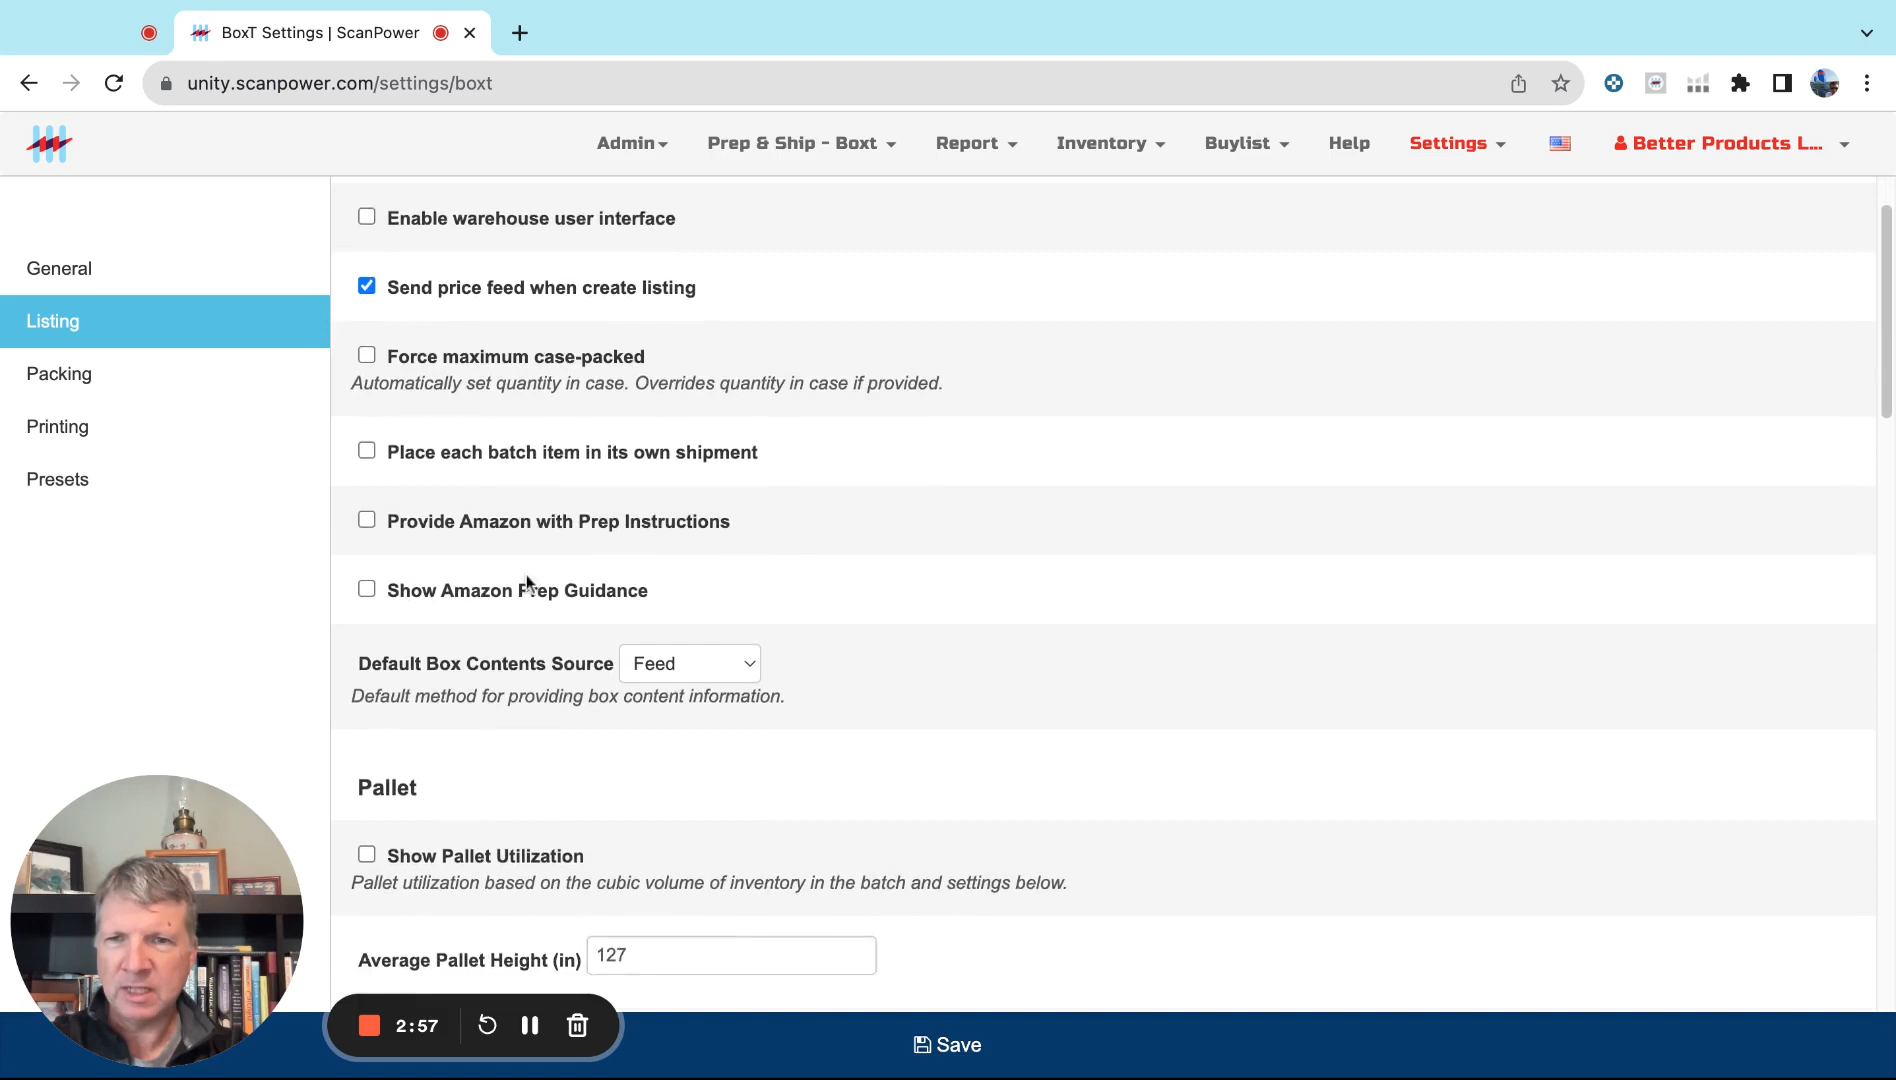 BoxT Settings | ScanPower
unity.scanpower.com/settings/boxt
Admin
Prep & Ship - Boxt
Report
Inventory
Buylist
Help
Settings
Better Products L...
General
Listing
Packing
Printing
Presets
Enable warehouse user interface
Send price feed when create listing
Force maximum case-packed
Automatically set quantity in case. Overrides quantity in case if provided.
Place each batch item in its own shipment
Provide Amazon with Prep Instructions
Show Amazon Prep Guidance
Default Box Contents Source Feed
Default method for providing box content information.
Pallet
Show Pallet Utilization
Pallet utilization based on the cubic volume of inventory in the batch and settings below.
Average Pallet Height (in) 127
2:57
Save